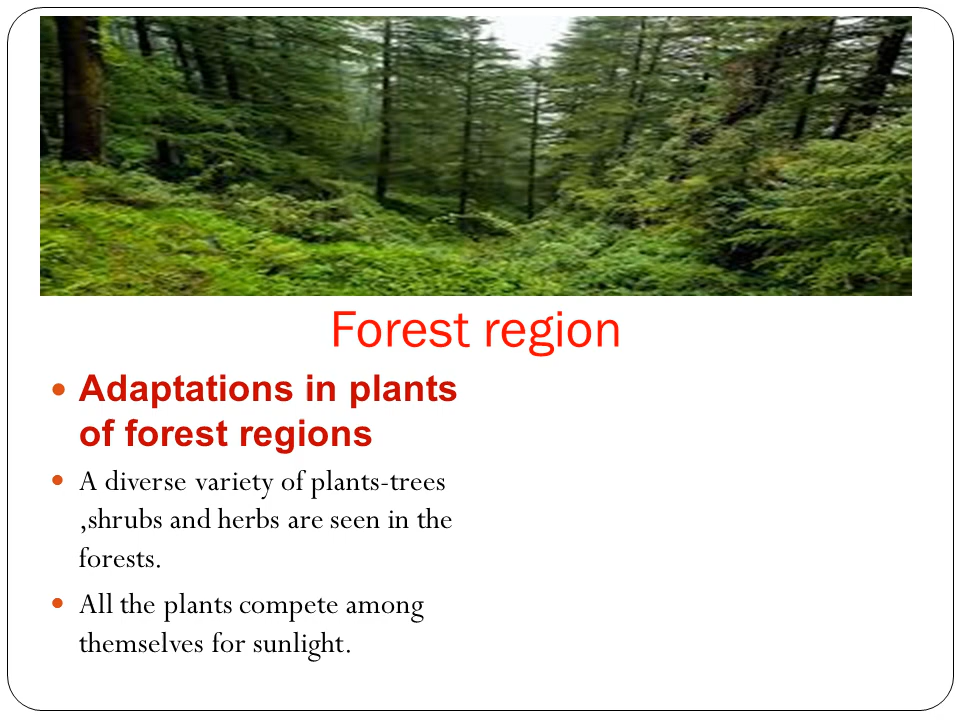 Forest region
• Adaptations in plants
of forest regions
• A diverse variety of plants-trees
,shrubs and herbs are seen in the
forests.
• All the plants compete among
themselves for sunlight.